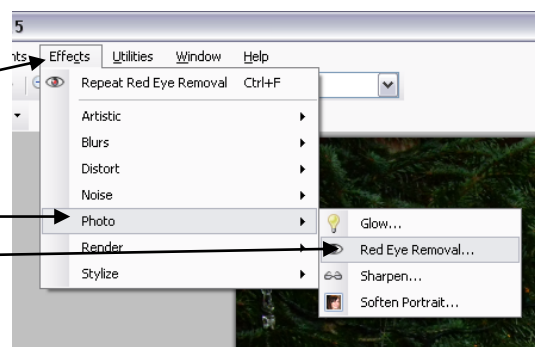 5
nts Effects Utilities Window Help
Repeat Red Eye Removal Ctrl+F
Artistic
Blurs
Distort
Noise
Photo
Glow...
Render
Red Eye Removal...
Stylize
Sharpen...
Soften Portrait...